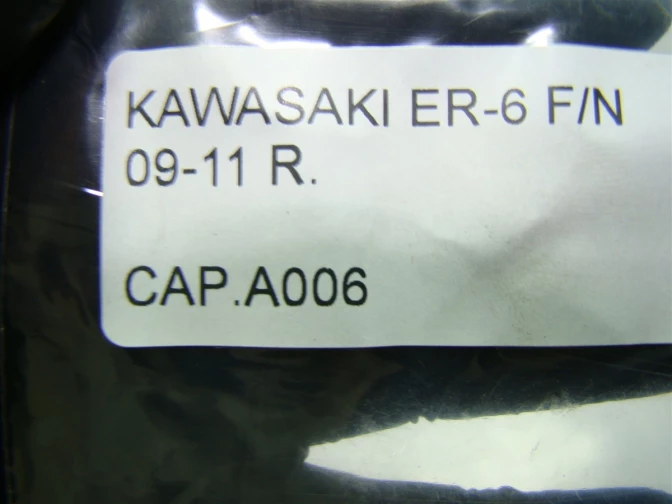 KAWASAKI ER-6 F/N
09-11 R.
CAP.A006